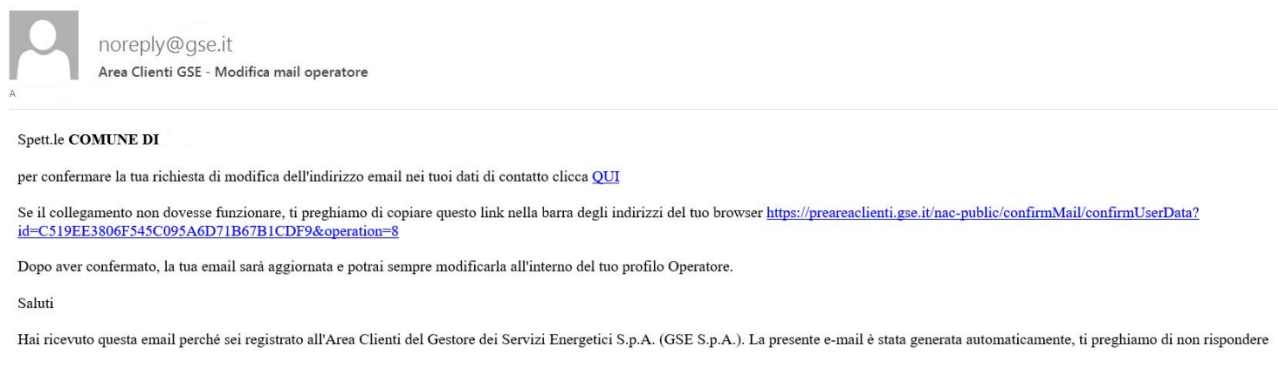 noreply@gse.it
Area Clienti GSE - Modifica mail operatore
A
Spett.le COMUNE DI
per confermare la tua richiesta di modifica dell'indirizzo email nei tuoi dati di contatto clicca QUI
Se il collegamento non dovesse funzionare, ti preghiamo di copiare questo link nella barra degli indirizzi del tuo browser https://preareaclienti.gse.it/nac-public/confirmMail/confirmUserData?
id=C519EE3806F545C095A6D71B67B1CDF9&operation=8
Dopo aver confermato, la tua email sarà aggiornata e potrai sempre modificarla all'interno del tuo profilo Operatore.
Saluti
Hai ricevuto questa email perché sei registrato all'Area Clienti del Gestore dei Servizi Energetici S.p.A. (GSE S.p.A.). La presente e-mail è stata generata automaticamente, ti preghiamo di non rispondere